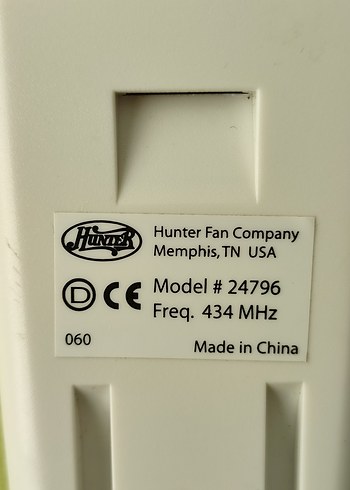 HUNTER
Hunter Fan Company
Memphis, TN USA
D CE
Model # 24796
Freq. 434 MHz
060
Made in China